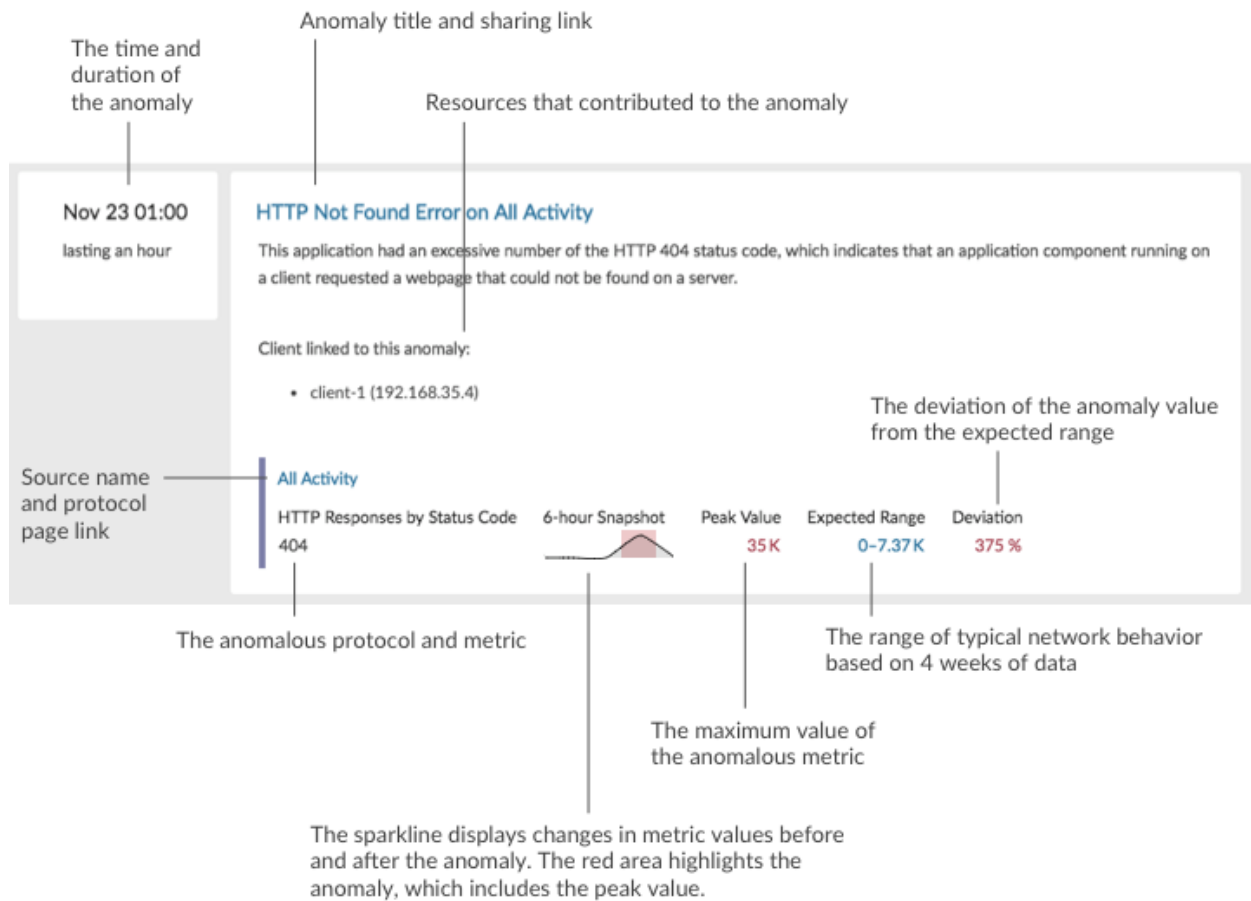 Anomaly title and sharing link
The time and
duration of
the anomaly
Resources that contributed to the anomaly
Nov 23 01:00
lasting an hour
HTTP Not Found Error on All Activity
This application had an excessive number of the HTTP 404 status code, which indicates that an application component running on
a client requested a webpage that could not be found on a server.
Client linked to this anomaly:
• client-1 (192.168.35.4)
The deviation of the anomaly value
from the expected range
Source name
and protocol
page link
All Activity
HTTP Responses by Status Code 6-hour Snapshot Peak Value Expected Range Deviation
404 35 K 0–7.37 K 375 %
The anomalous protocol and metric
The range of typical network behavior
based on 4 weeks of data
The maximum value of
the anomalous metric
The sparkline displays changes in metric values before
and after the anomaly. The red area highlights the
anomaly, which includes the peak value.